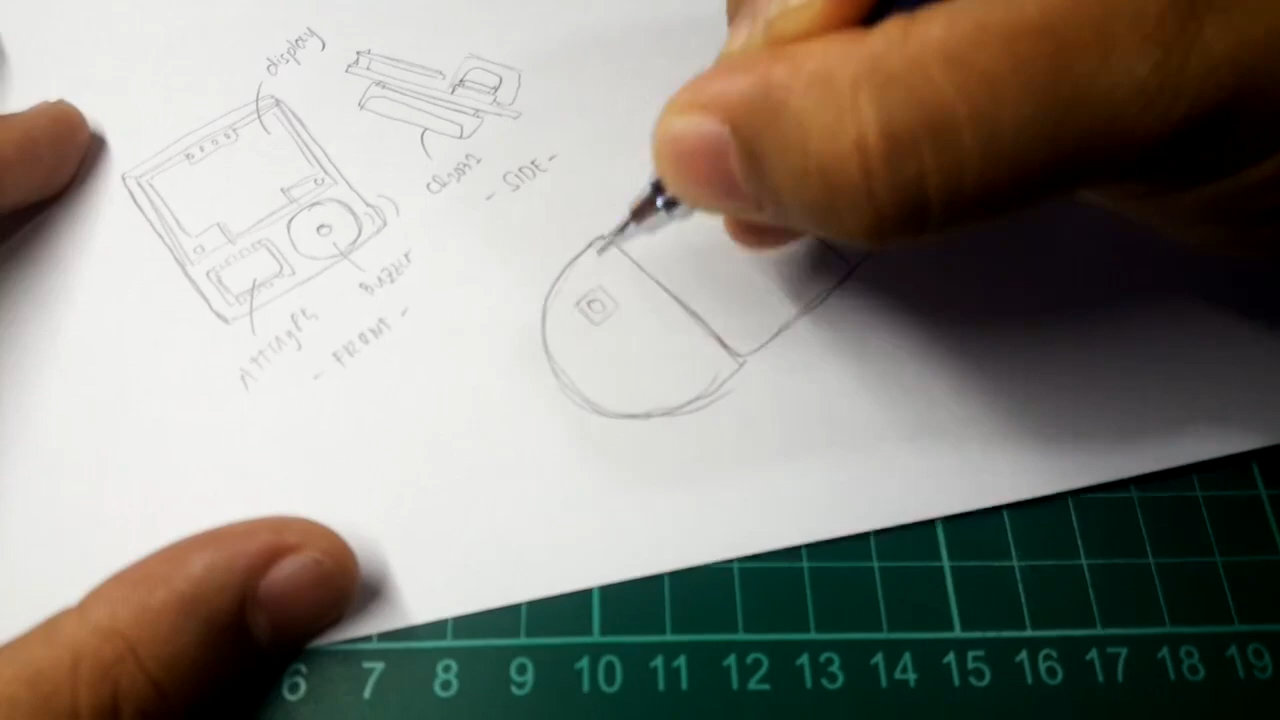 display
BUZZER
ATTINY85
- FRONT -
CR2032
- SIDE -
6 7 8 9 10 11 12 13 14 15 16 17 18 19